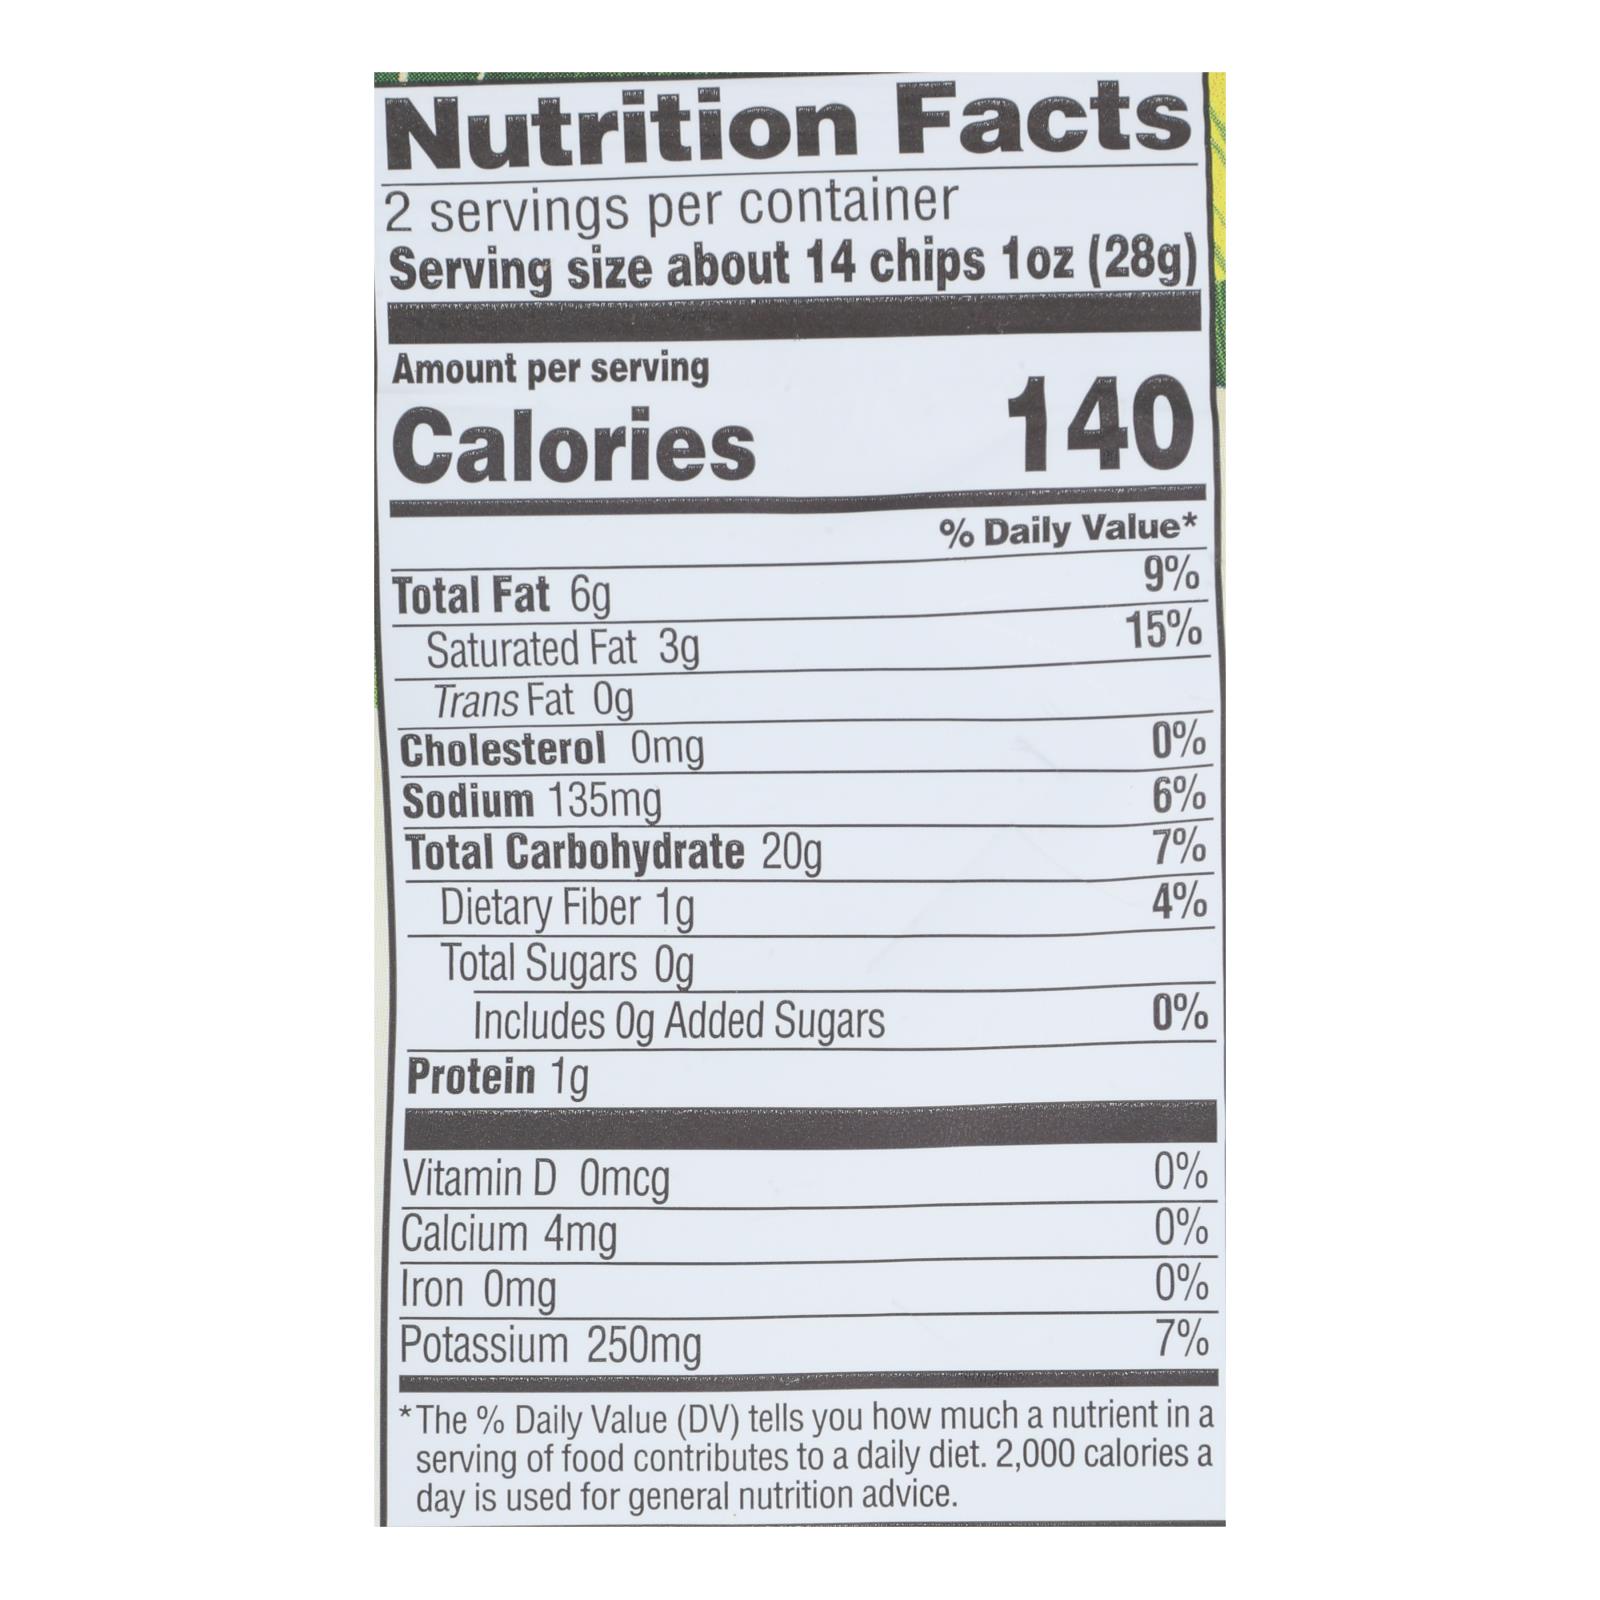 Nutrition Facts
2 servings per container
Serving size about 14 chips 1oz (28g)
Amount per serving
Calories 140
% Daily Value*
Total Fat 6g 9%
Saturated Fat 3g 15%
Trans Fat 0g
Cholesterol 0mg 0%
Sodium 135mg 6%
Total Carbohydrate 20g 7%
Dietary Fiber 1g 4%
Total Sugars 0g
Includes 0g Added Sugars 0%
Protein 1g
Vitamin D 0mcg 0%
Calcium 4mg 0%
Iron 0mg 0%
Potassium 250mg 7%
*The % Daily Value (DV) tells you how much a nutrient in a
serving of food contributes to a daily diet. 2,000 calories a
day is used for general nutrition advice.